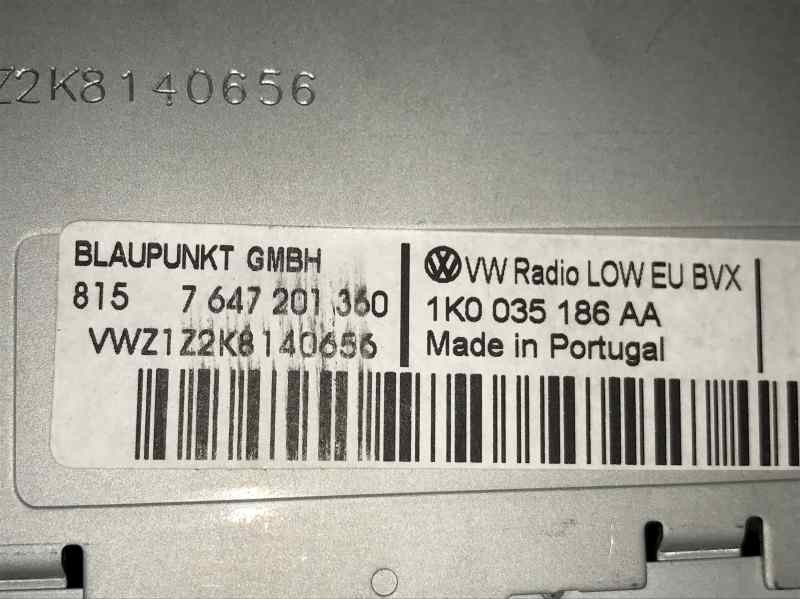 Z2K8140656
BLAUPUNKT GMBH
815 7 647 201 360
VWZ1Z2K8140656
VW Radio LOW EU BVX
1K0 035 186 AA
Made in Portugal